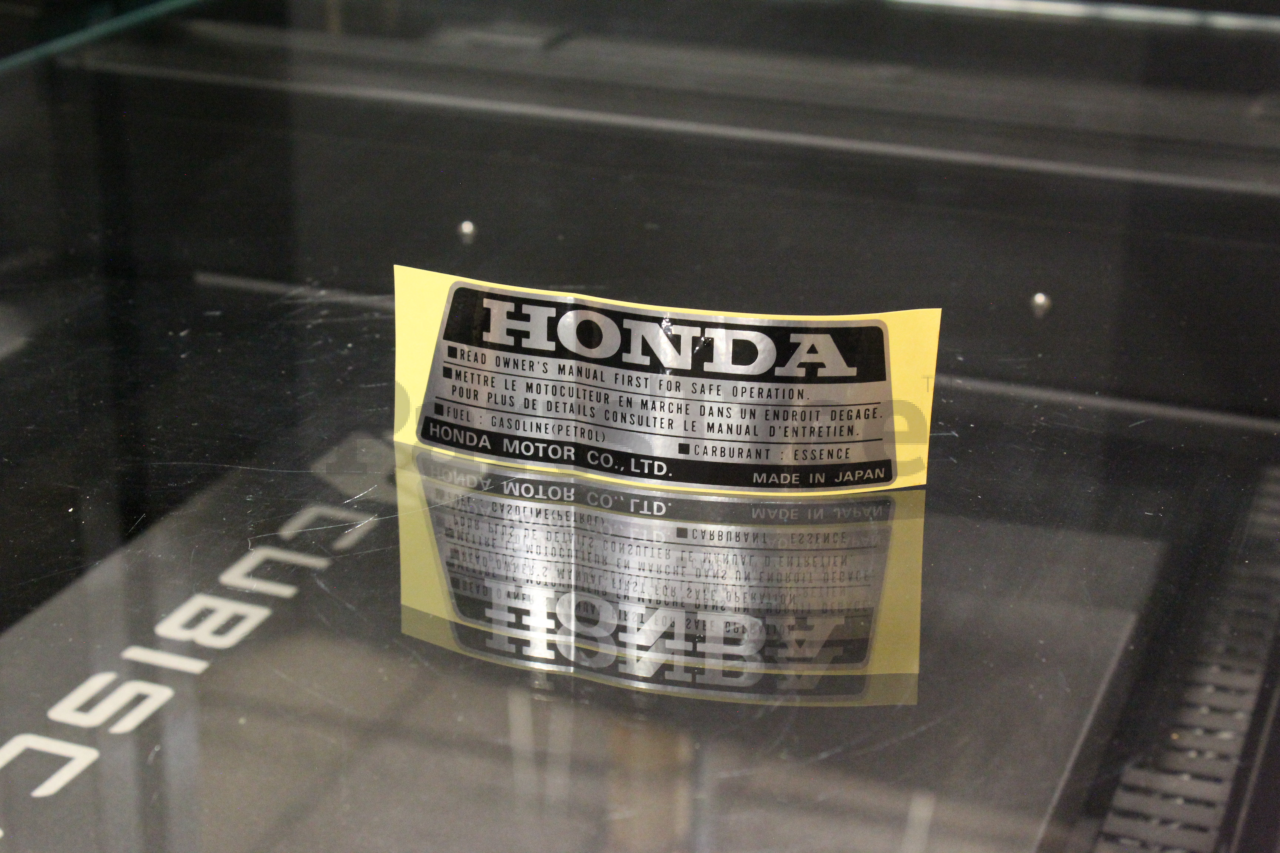 HONDA
READ OWNER'S MANUAL FIRST FOR SAFE OPERATION.
METTRE LE MOTOCULTEUR EN MARCHE DANS UN ENDROIT DEGAGE.
POUR PLUS DE DETAILS CONSULTER LE MANUAL D'ENTRETIEN.
FUEL : GASOLINE(PETROL)
CARBURANT : ESSENCE
HONDA MOTOR CO.,LTD.
MADE IN JAPAN
CUBISC